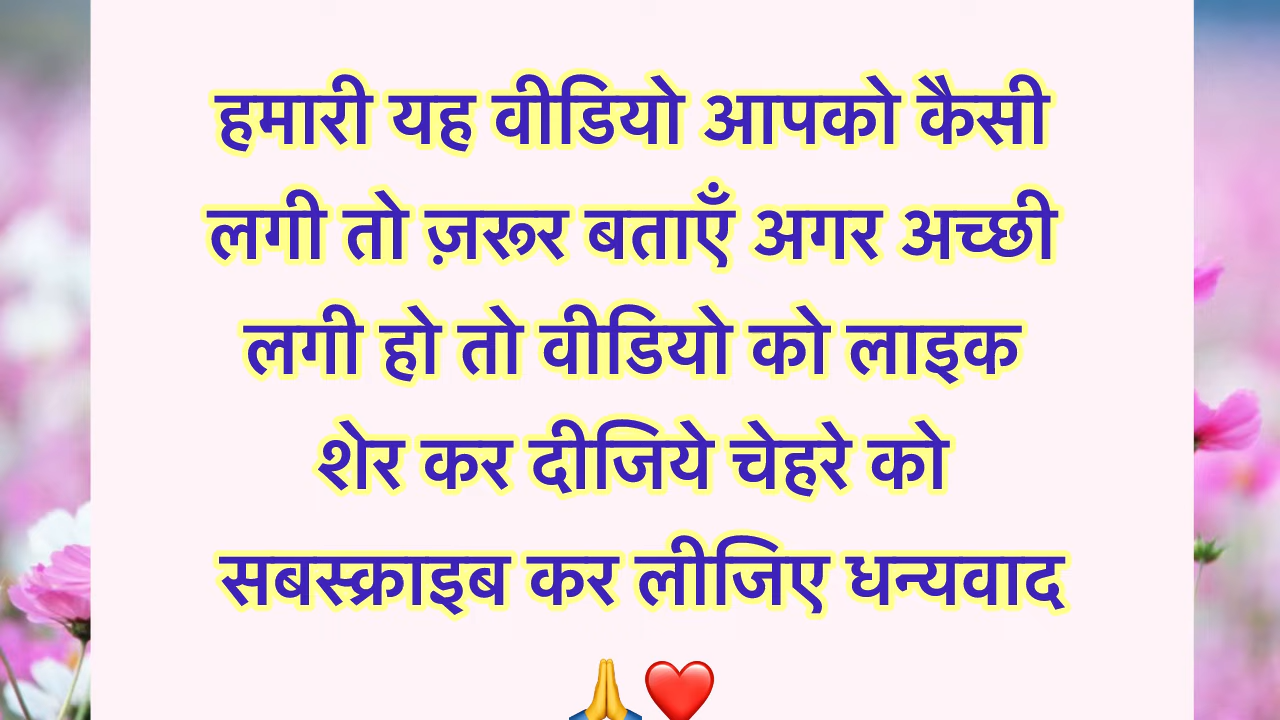 हमारी यह वीडियो आपको कैसी
लगी तो ज़रूर बताएँ अगर अच्छी
लगी हो तो वीडियो को लाइक
शेर कर दीजिये चेहरे को
सबस्क्राइब कर लीजिए धन्यवाद
🙏❤️